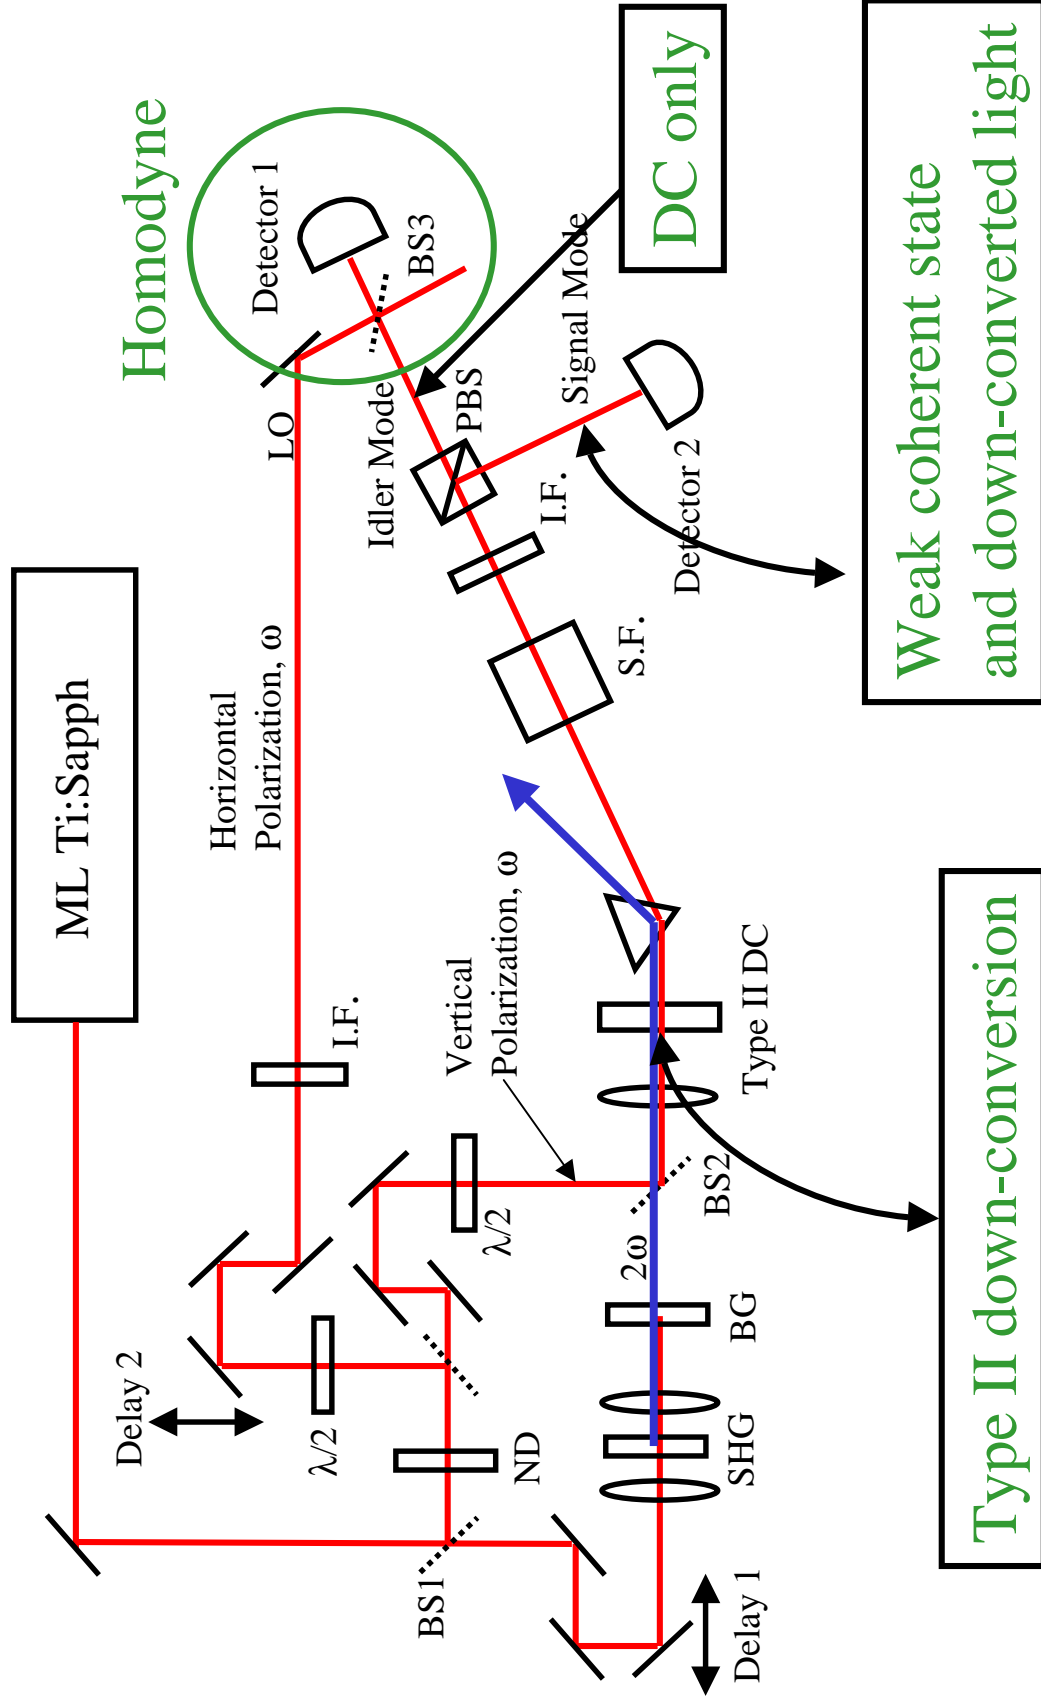 ML Ti:Sapph
Homodyne
Detector 1
BS3
LO
Idler Mode
PBS
Signal Mode
DC only
Horizontal
Polarization, ω
I.F.
I.F.
S.F.
Detector 2
Weak coherent state
and down-converted light
Delay 2
λ/2
λ/2
Vertical
Polarization, ω
ND
BS1
BS2
2ω
Type II DC
BG
SHG
Delay 1
Type II down-conversion